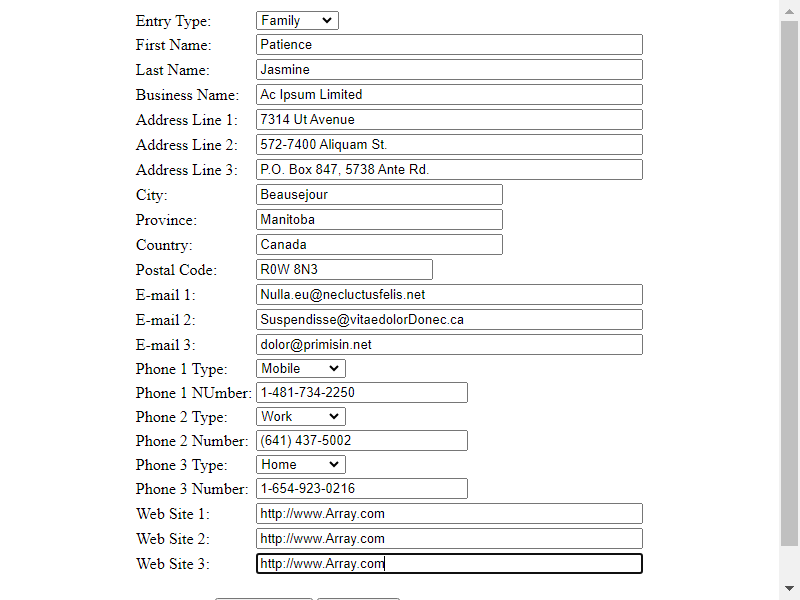 Entry Type: Family
First Name: Patience
Last Name: Jasmine
Business Name: Ac Ipsum Limited
Address Line 1: 7314 Ut Avenue
Address Line 2: 572-7400 Aliquam St.
Address Line 3: P.O. Box 847, 5738 Ante Rd.
City: Beausejour
Province: Manitoba
Country: Canada
Postal Code: R0W 8N3
E-mail 1: Nulla.eu@necluctusfelis.net
E-mail 2: Suspendisse@vitaedolorDonec.ca
E-mail 3: dolor@primisin.net
Phone 1 Type: Mobile
Phone 1 NUmber: 1-481-734-2250
Phone 2 Type: Work
Phone 2 Number: (641) 437-5002
Phone 3 Type: Home
Phone 3 Number: 1-654-923-0216
Web Site 1: http://www.Array.com
Web Site 2: http://www.Array.com
Web Site 3: http://www.Array.com